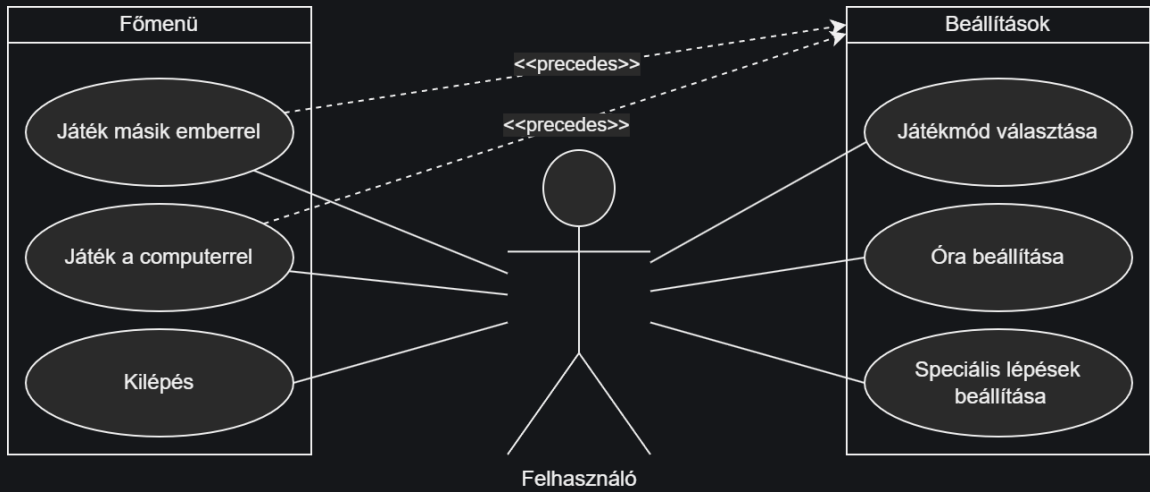 Főmenü
Játék másik emberrel
Játék a computerrel
Kilépés
<<precedes>>
<<precedes>>
Felhasználó
Beállítások
Játékmód választása
Óra beállítása
Speciális lépések
beállítása